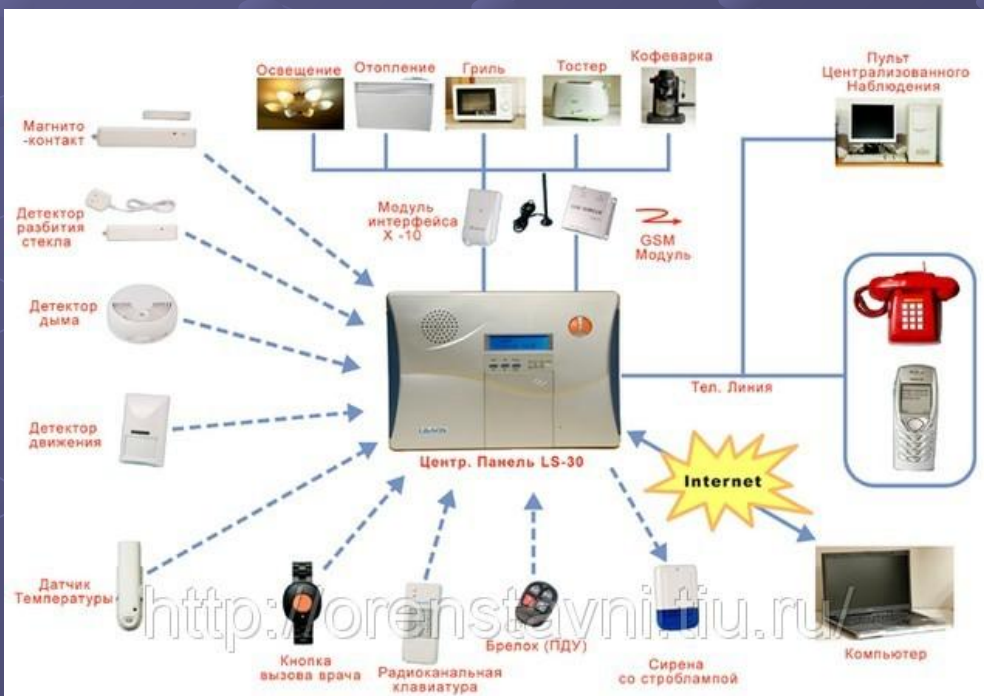 Освещение
Отопление
Гриль
Тостер
Кофеварка
Пульт
Централизованного
Наблюдения
Магнито
-контакт
Детектор
разбития
стекла
Модуль
интерфейса
X -10
GSM
Модуль
Детектор
дыма
Тел. Линия
Детектор
движения
Центр. Панель LS-30
Internet
Датчик
Температуры
http://orenstavni.tiu.ru/
Кнопка
вызова врача
Радиоканальная
клавиатура
Брелок (ПДУ)
Сирена
со строблампой
Компьютер